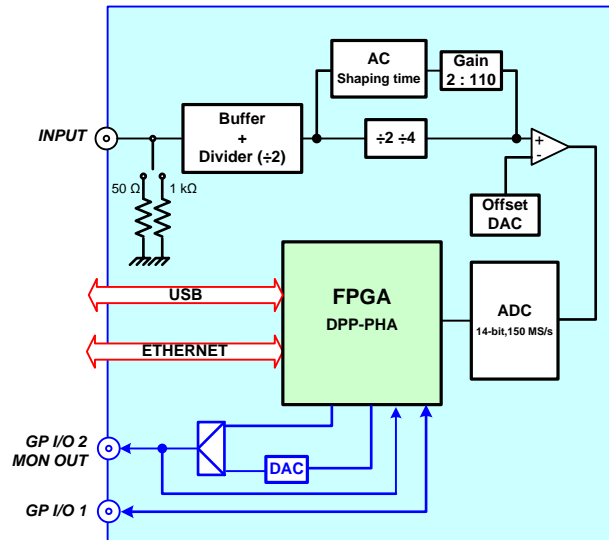 AC
Shaping time
Gain
2 : 110
INPUT
Buffer
+
Divider (÷2)
÷2 ÷4
+
-
50 Ω
1 kΩ
Offset
DAC
FPGA
DPP-PHA
ADC
14-bit,150 MS/s
USB
ETHERNET
GP I/O 2
MON OUT
DAC
GP I/O 1